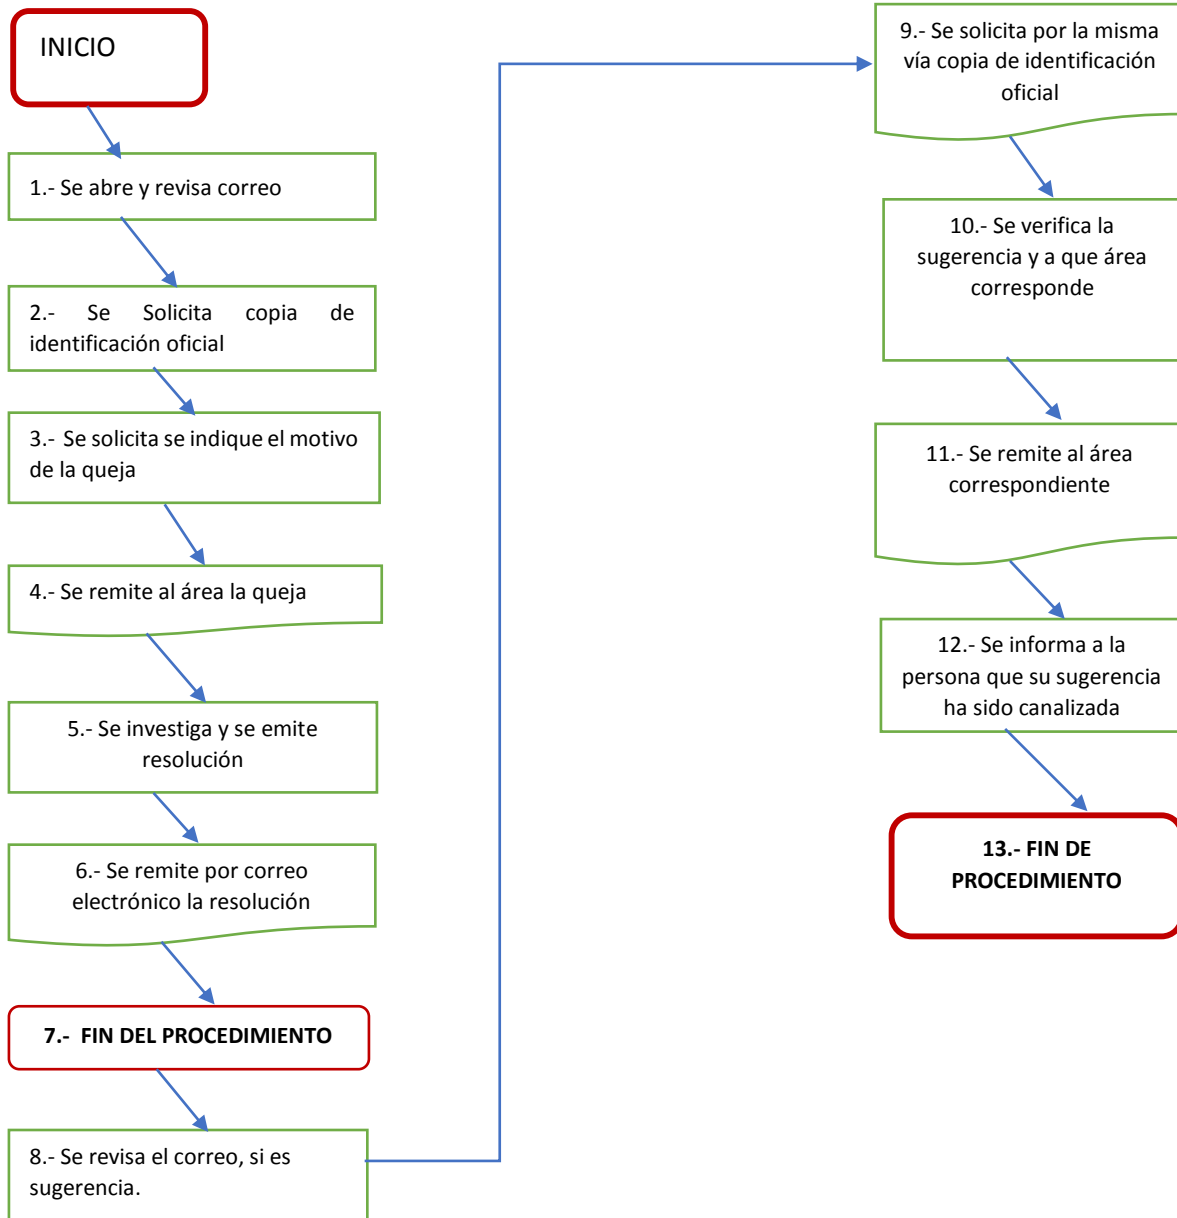 INICIO
1.- Se abre y revisa correo
2.- Se Solicita copia de
identificación oficial
3.- Se solicita se indique el motivo
de la queja
4.- Se remite al área la queja
5.- Se investiga y se emite
resolución
6.- Se remite por correo
electrónico la resolución
7.- FIN DEL PROCEDIMIENTO
8.- Se revisa el correo, si es
sugerencia.
9.- Se solicita por la misma
vía copia de identificación
oficial
10.- Se verifica la
sugerencia y a que área
corresponde
11.- Se remite al área
correspondiente
12.- Se informa a la
persona que su sugerencia
ha sido canalizada
13.- FIN DE
PROCEDIMIENTO